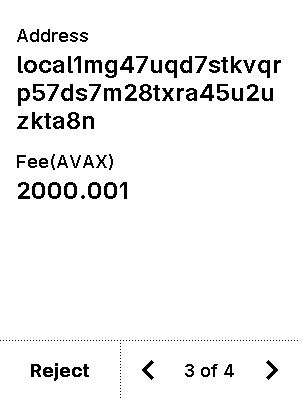 Address
local1mg47uqd7stkvqr
p57ds7m28txra45u2u
zkta8n
Fee(AVAX)
2000.001
Reject
3 of 4